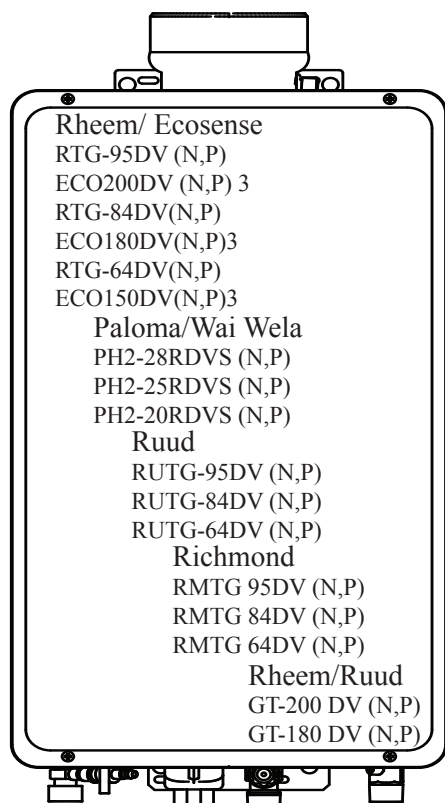 Rheem/ Ecosense
RTG-95DV (N,P)
ECO200DV (N,P) 3
RTG-84DV(N,P)
ECO180DV(N,P)3
RTG-64DV(N,P)
ECO150DV(N,P)3
Paloma/Wai Wela
PH2-28RDVS (N,P)
PH2-25RDVS (N,P)
PH2-20RDVS (N,P)
Ruud
RUTG-95DV (N,P)
RUTG-84DV (N,P)
RUTG-64DV (N,P)
Richmond
RMTG 95DV (N,P)
RMTG 84DV (N,P)
RMTG 64DV (N,P)
Rheem/Ruud
GT-200 DV (N,P)
GT-180 DV (N,P)